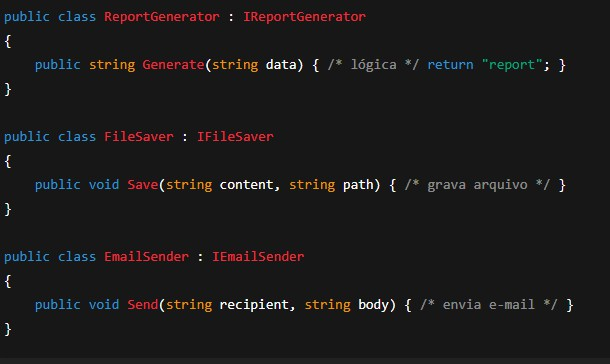 public class ReportGenerator : IReportGenerator
{
    public string Generate(string data) { /* lógica */ return "report"; }
}

public class FileSaver : IFileSaver
{
    public void Save(string content, string path) { /* grava arquivo */ }
}

public class EmailSender : IEmailSender
{
    public void Send(string recipient, string body) { /* envia e-mail */ }
}